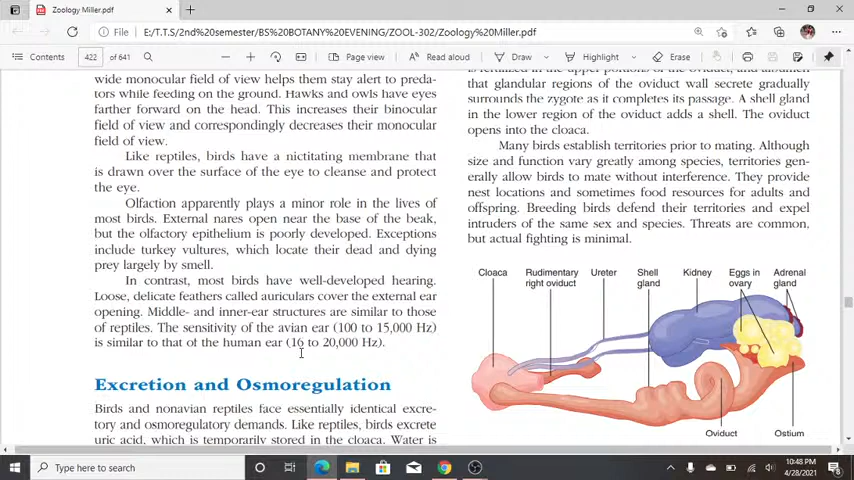 Zoology Miller.pdf
File
E:/T.T.S/2nd%20semester/BS%20BOTANY%20EVENING/ZOOL-302/Zoology%20Miller.pdf
Contents
422
of 641
Page view
Read aloud
Draw
Highlight
Erase
wide monocular field of view helps them stay alert to preda-
tors while feeding on the ground. Hawks and owls have eyes
farther forward on the head. This increases their binocular
field of view and correspondingly decreases their monocular
field of view.
Like reptiles, birds have a nictitating membrane that
is drawn over the surface of the eye to cleanse and protect
the eye.
Olfaction apparently plays a minor role in the lives of
most birds. External nares open near the base of the beak,
but the olfactory epithelium is poorly developed. Exceptions
include turkey vultures, which locate their dead and dying
prey largely by smell.
In contrast, most birds have well-developed hearing.
Loose, delicate feathers called auriculars cover the external ear
opening. Middle- and inner-ear structures are similar to those
of reptiles. The sensitivity of the avian ear (100 to 15,000 Hz)
is similar to that of the human ear (16 to 20,000 Hz).
Excretion and Osmoregulation
Birds and nonavian reptiles face essentially identical excre-
tory and osmoregulatory demands. Like reptiles, birds excrete
uric acid, which is temporarily stored in the cloaca. Water is
is fertilized in the upper portions of the oviduct, and albumen
that glandular regions of the oviduct wall secrete gradually
surrounds the zygote as it completes its passage. A shell gland
in the lower region of the oviduct adds a shell. The oviduct
opens into the cloaca.
Many birds establish territories prior to mating. Although
size and function vary greatly among species, territories gen-
erally allow birds to mate without interference. They provide
nest locations and sometimes food resources for adults and
offspring. Breeding birds defend their territories and expel
intruders of the same sex and species. Threats are common,
but actual fighting is minimal.
Cloaca
Rudimentary
right oviduct
Ureter
Shell
gland
Kidney
Eggs in
ovary
Adrenal
gland
Oviduct
Ostium
Type here to search
10:48 PM
4/28/2021